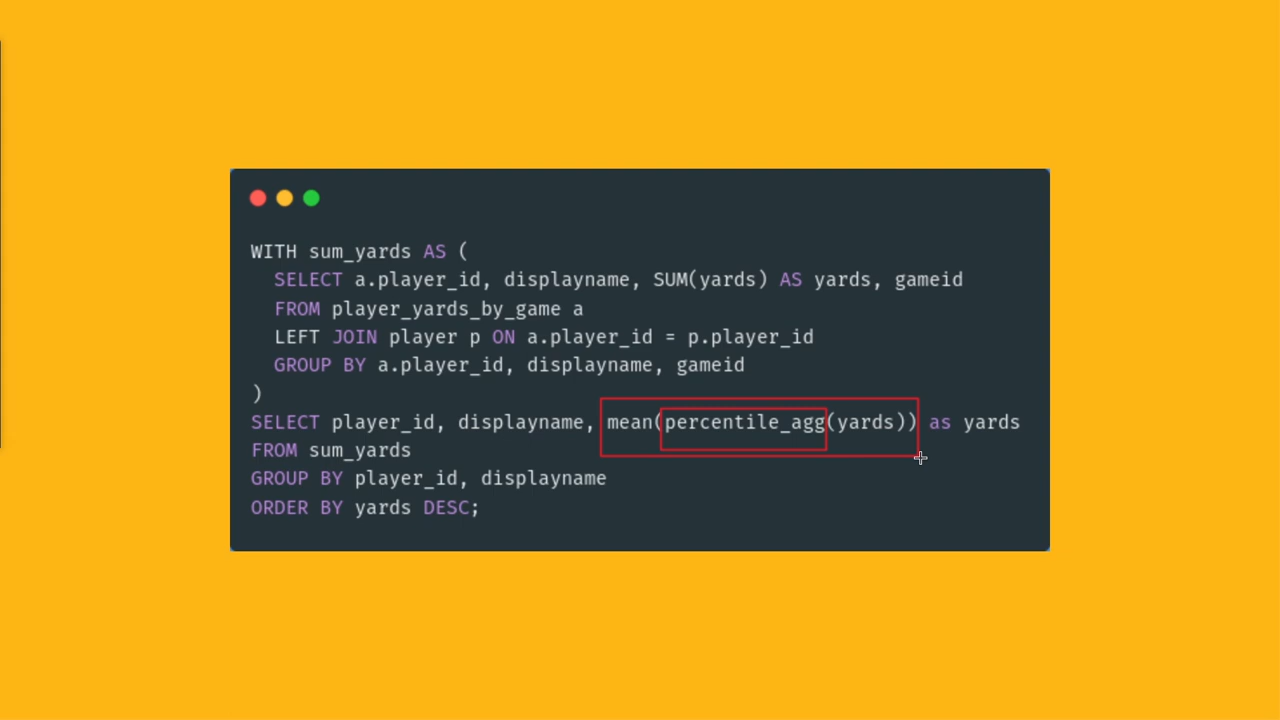 WITH sum_yards AS (
SELECT a.player_id, displayname, SUM(yards) AS yards, gameid
FROM player_yards_by_game a
LEFT JOIN player p ON a.player_id = p.player_id
GROUP BY a.player_id, displayname, gameid
)
SELECT player_id, displayname, mean(percentile_agg(yards)) as yards
FROM sum_yards
GROUP BY player_id, displayname
ORDER BY yards DESC;